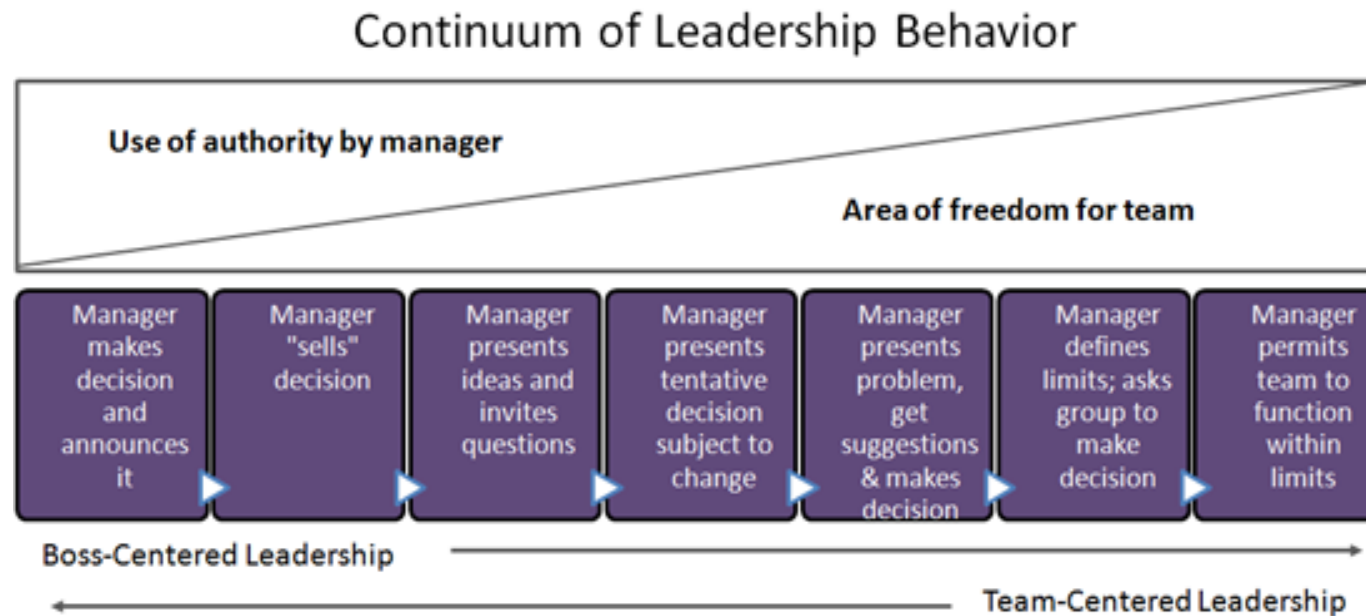 Continuum of Leadership Behavior
Use of authority by manager
Area of freedom for team
Manager
makes
decision
and
announces
it
Manager
"sells"
decision
Manager
presents
ideas and
invites
questions
Manager
presents
tentative
decision
subject to
change
Manager
presents
problem,
get
suggestions
& makes
decision
Manager
defines
limits; asks
group to
make
decision
Manager
permits
team to
function
within
limits
Boss-Centered Leadership
Team-Centered Leadership